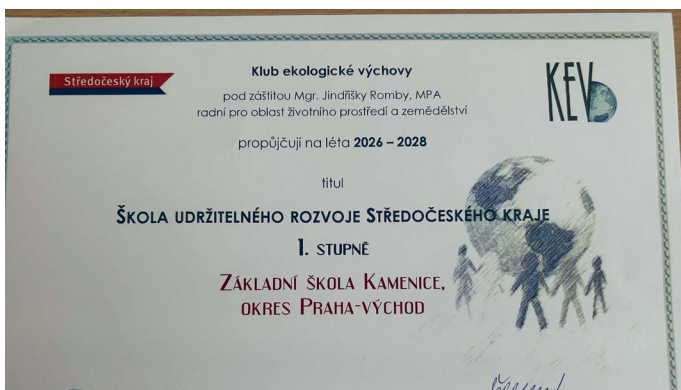 Středočeský kraj
Klub ekologické výchovy
KEV
pod záštitou Mgr. Jindřišky Romby, MPA
radní pro oblast životního prostředí a zemědělství
propůjčují na léta 2026 – 2028
titul
ŠKOLA UDRŽITELNÉHO ROZVOJE STŘEDOČESKÉHO KRAJE
1. STUPNĚ
ZÁKLADNÍ ŠKOLA KAMENICE,
OKRES PRAHA-VÝCHOD